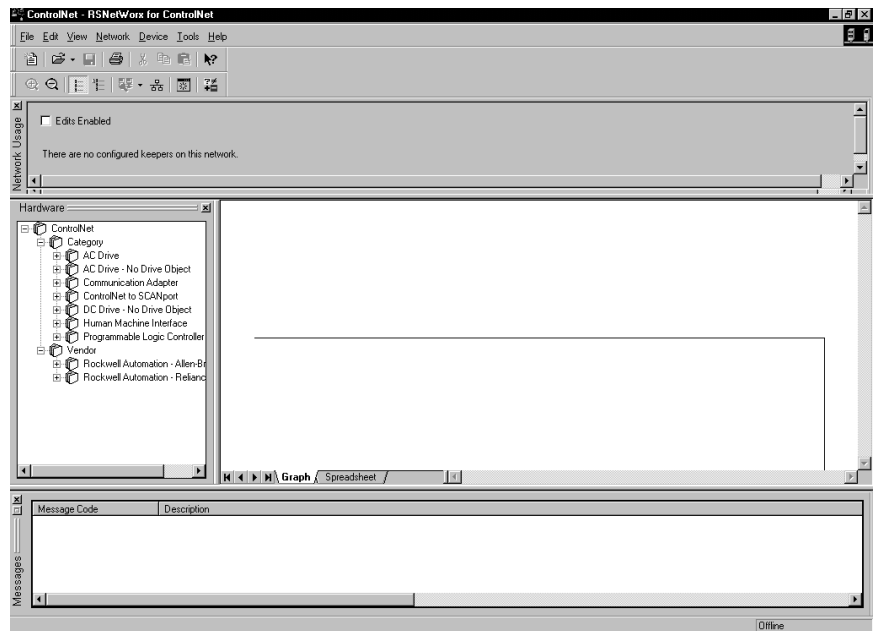 ControlNet - RSNetWorx for ControlNet
File Edit View Network Device Tools Help
Network Usage
Edits Enabled
There are no configured keepers on this network.
Hardware
ControlNet
Category
AC Drive
AC Drive - No Drive Object
Communication Adapter
ControlNet to SCANport
DC Drive - No Drive Object
Human Machine Interface
Programmable Logic Controller
Vendor
Rockwell Automation - Allen-Br
Rockwell Automation - Relianc
Graph Spreadsheet
Messages
Message Code Description
Offline